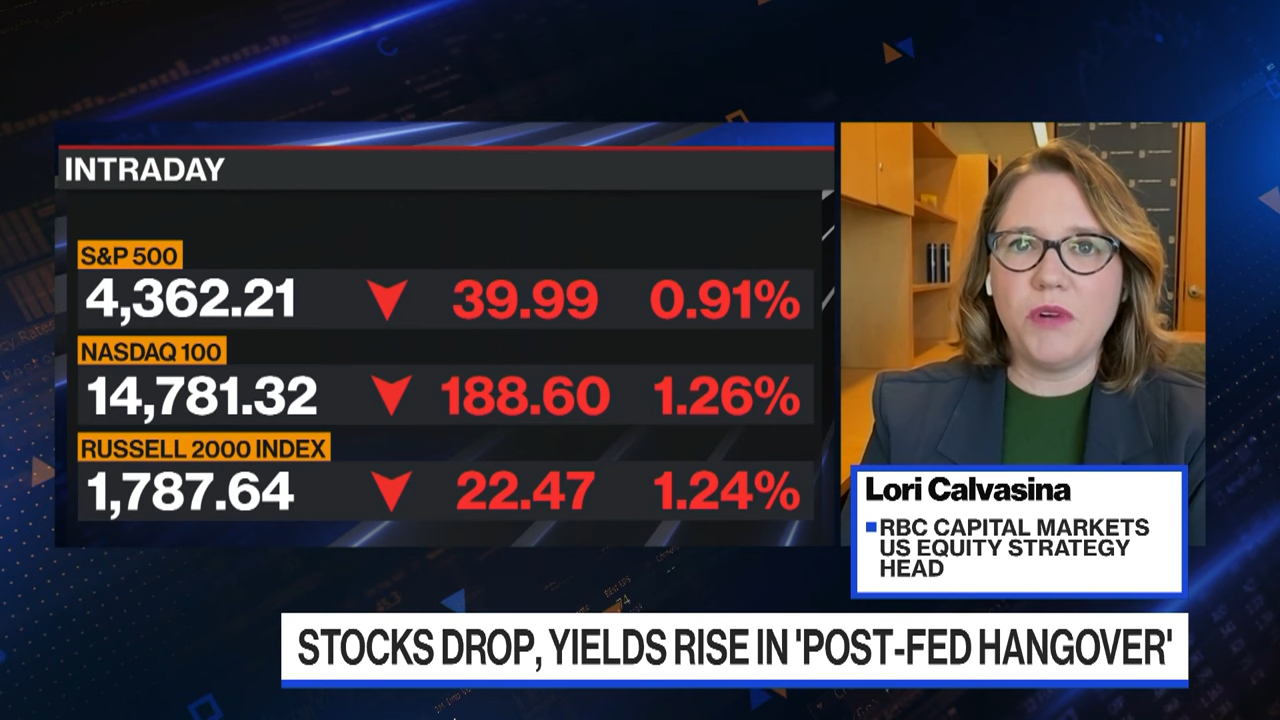 INTRADAY
S&P 500
4,362.21 39.99 0.91%
NASDAQ 100
14,781.32 188.60 1.26%
RUSSELL 2000 INDEX
1,787.64 22.47 1.24%
Lori Calvasina
RBC CAPITAL MARKETS
US EQUITY STRATEGY
HEAD
STOCKS DROP, YIELDS RISE IN 'POST-FED HANGOVER'